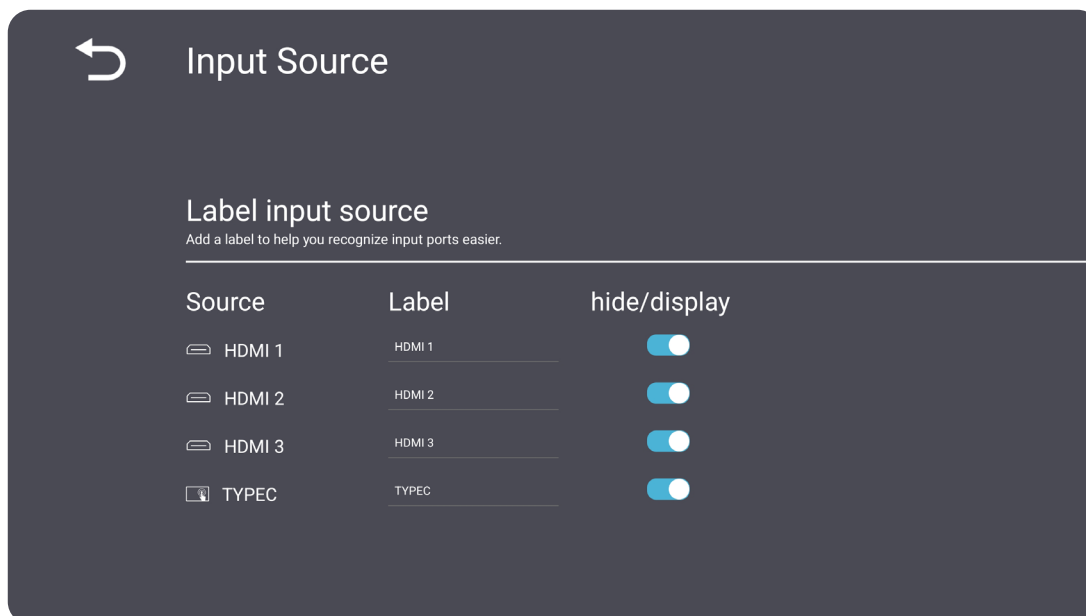 Input Source
Label input source
Add a label to help you recognize input ports easier.
Source Label hide/display
HDMI 1 HDMI 1
HDMI 2 HDMI 2
HDMI 3 HDMI 3
TYPEC TYPEC